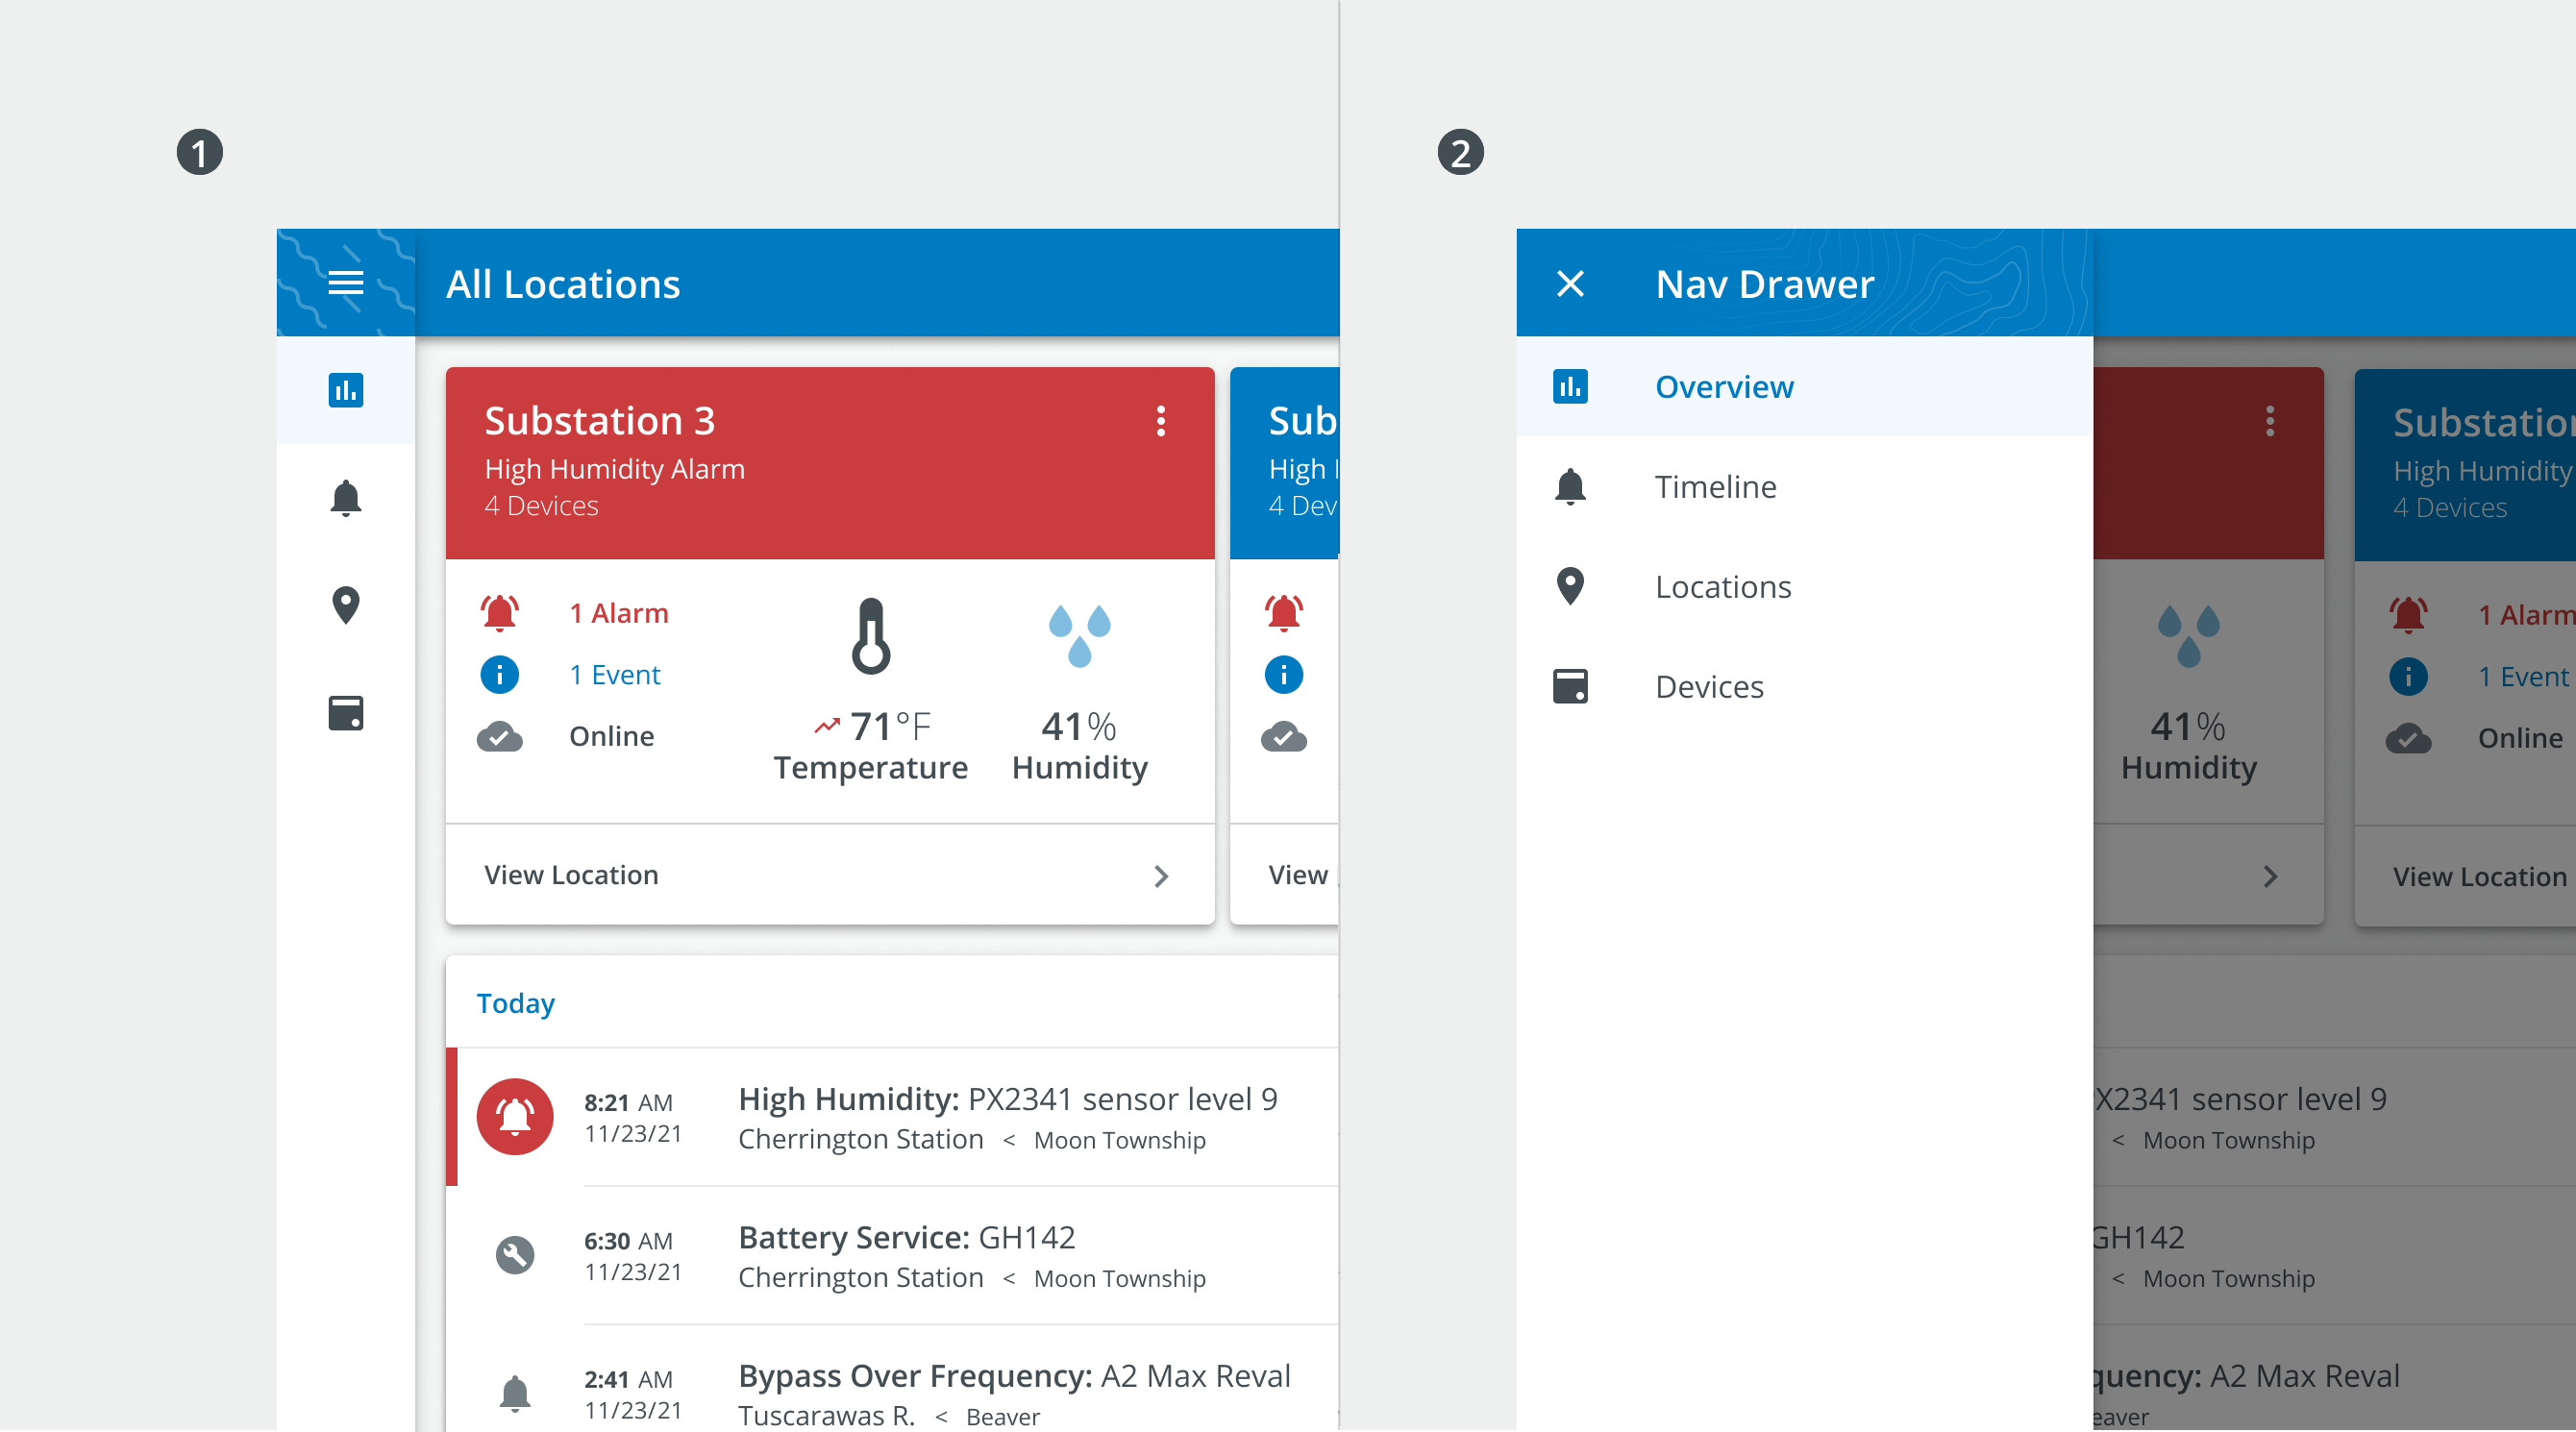 1
All Locations
Substation 3
High Humidity Alarm
4 Devices
1 Alarm
1 Event
Online
71°F
Temperature
41%
Humidity
View Location
Sub
High
4 Dev
View
Today
8:21 AM
11/23/21
High Humidity: PX2341 sensor level 9
Cherrington Station < Moon Township
6:30 AM
11/23/21
Battery Service: GH142
Cherrington Station < Moon Township
2:41 AM
11/23/21
Bypass Over Frequency: A2 Max Reval
Tuscarawas R. < Beaver
2
Nav Drawer
Overview
Timeline
Locations
Devices
41%
Humidity
Substation
High Humidity
4 Devices
1 Alarm
1 Event
Online
View Location
PX2341 sensor level 9
< Moon Township
GH142
< Moon Township
quency: A2 Max Reval
eaver